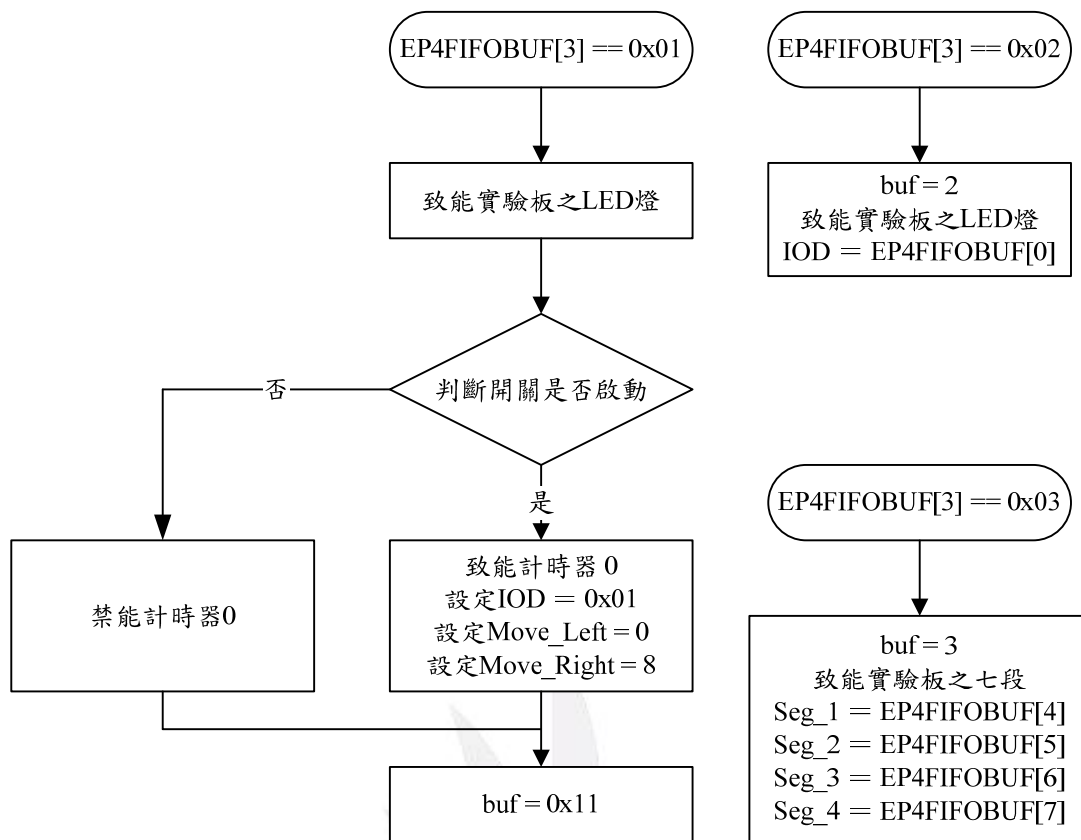 EP4FIFOBUF[3] == 0x01
致能實驗板之LED燈
判斷開關是否啟動
否
是
禁能計時器0
致能計時器 0
設定IOD = 0x01
設定Move_Left = 0
設定Move_Right = 8
buf = 0x11
EP4FIFOBUF[3] == 0x02
buf = 2
致能實驗板之LED燈
IOD = EP4FIFOBUF[0]
EP4FIFOBUF[3] == 0x03
buf = 3
致能實驗板之七段
Seg_1 = EP4FIFOBUF[4]
Seg_2 = EP4FIFOBUF[5]
Seg_3 = EP4FIFOBUF[6]
Seg_4 = EP4FIFOBUF[7]